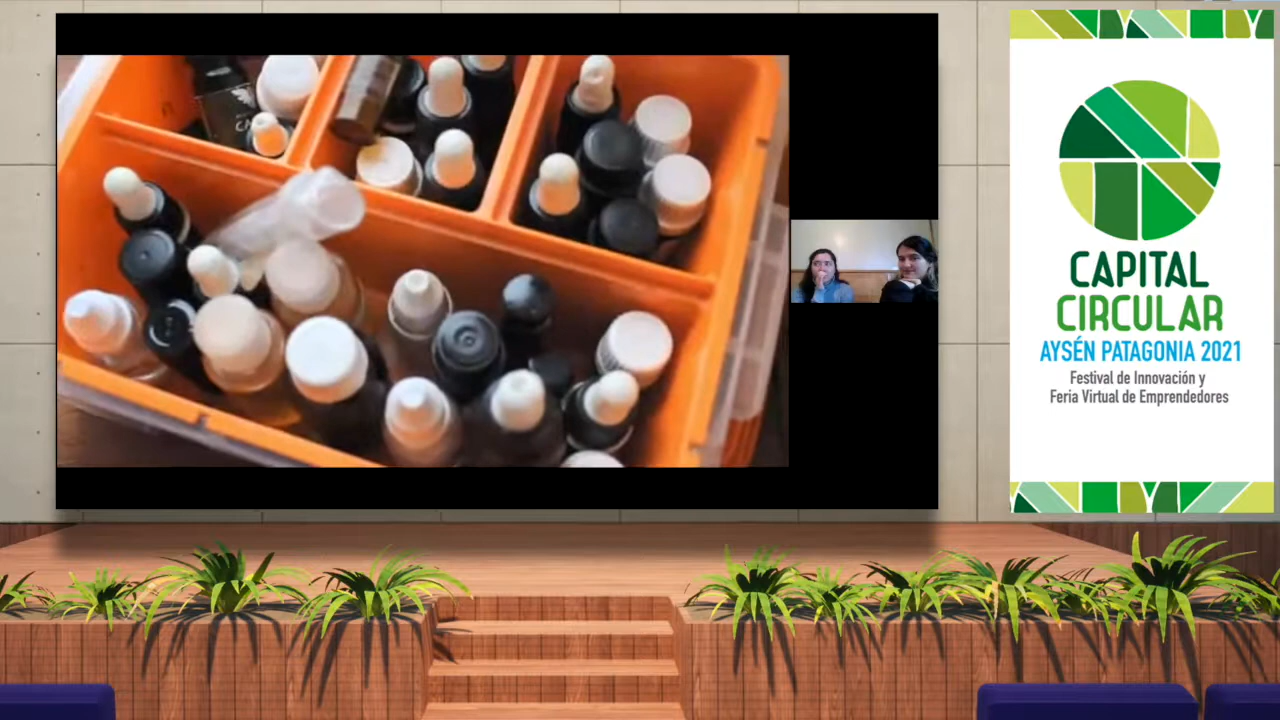 CAPITAL
CIRCULAR
AYSÉN PATAGONIA 2021
Festival de Innovación y
Feria Virtual de Emprendedores